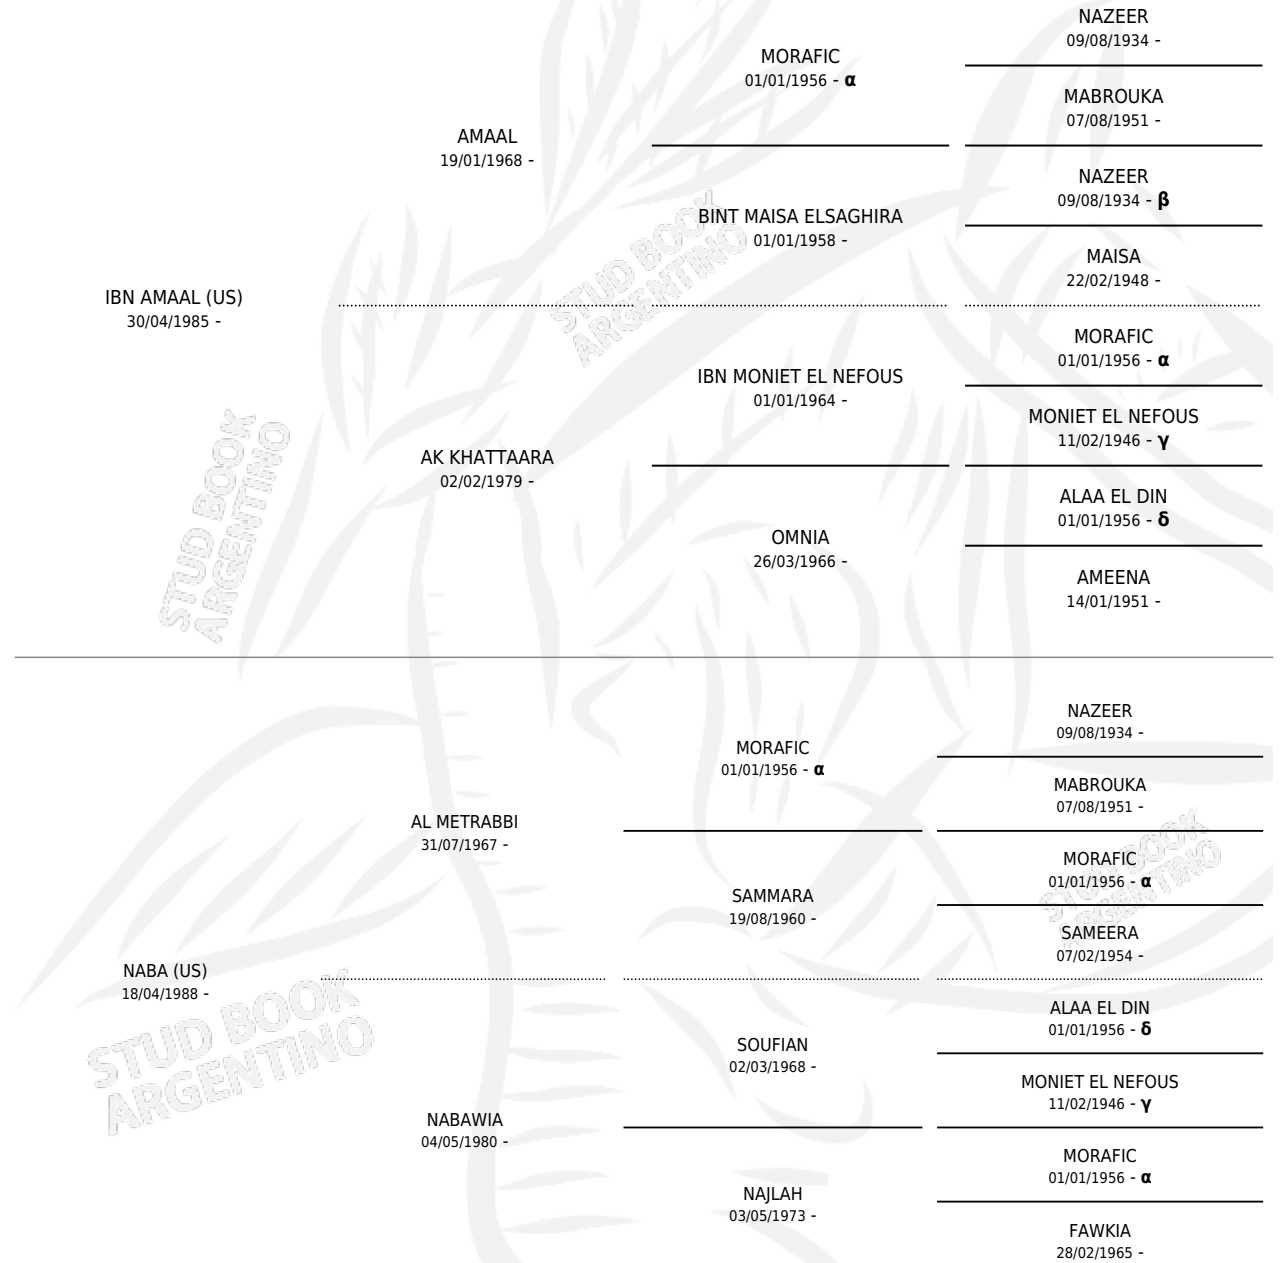 NAZEER
09/08/1934 -
MORAFIC
01/01/1956 - α
MABROUKA
07/08/1951 -
AMAAL
19/01/1968 -
NAZEER
09/08/1934 - β
BINT MAISA ELSAGHIRA
01/01/1958 -
MAISA
22/02/1948 -
IBN AMAAL (US)
30/04/1985 -
MORAFIC
01/01/1956 - α
IBN MONIET EL NEFOUS
01/01/1964 -
MONIET EL NEFOUS
11/02/1946 - γ
AK KHATTAARA
02/02/1979 -
ALAA EL DIN
01/01/1956 - δ
OMNIA
26/03/1966 -
AMEENA
14/01/1951 -
STUD BOOK
ARGENTINO
STUD BOOK
ARGENTINO
NAZEER
09/08/1934 -
MORAFIC
01/01/1956 - α
MABROUKA
07/08/1951 -
AL METRABBI
31/07/1967 -
MORAFIC
01/01/1956 - α
SAMMARA
19/08/1960 -
SAMEERA
07/02/1954 -
NABA (US)
18/04/1988 -
ALAA EL DIN
01/01/1956 - δ
SOUFIAN
02/03/1968 -
MONIET EL NEFOUS
11/02/1946 - γ
NABAWIA
04/05/1980 -
MORAFIC
01/01/1956 - α
NAJLAH
03/05/1973 -
FAWKIA
28/02/1965 -
STUD BOOK
ARGENTINO
STUD BOOK
ARGENTINO